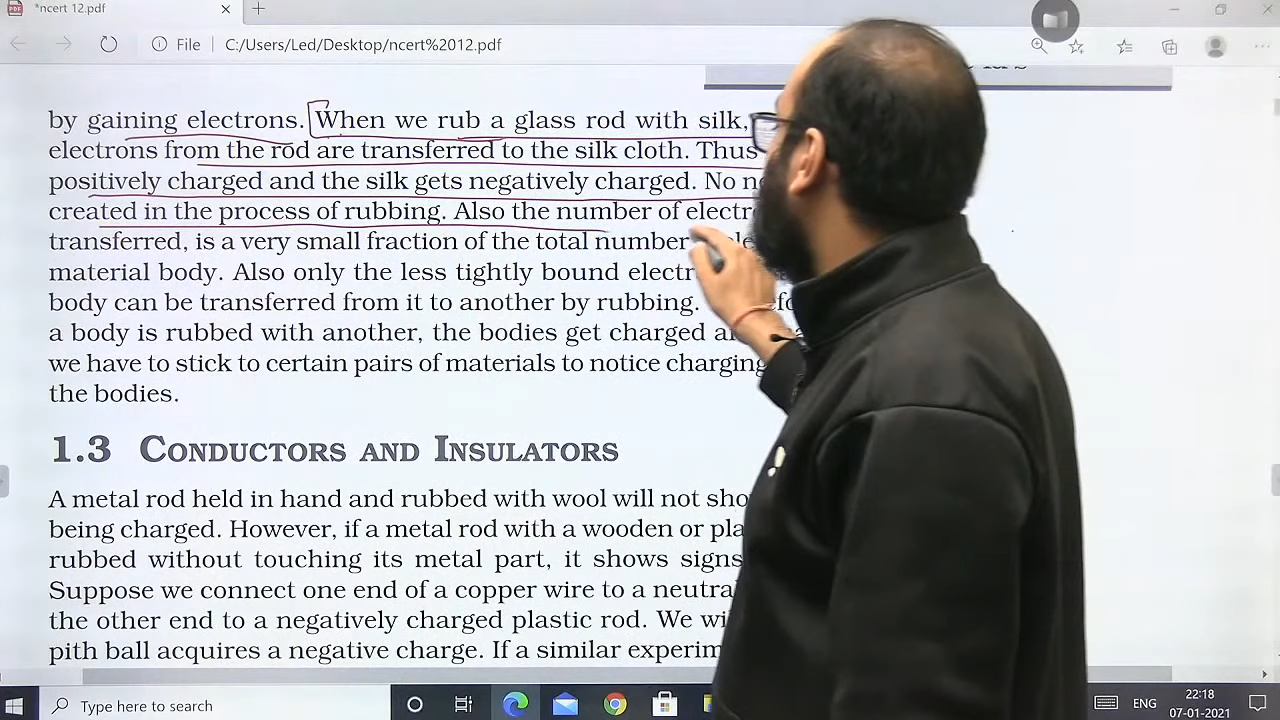 *ncert 12.pdf
File C:/Users/Led/Desktop/ncert%2012.pdf
by gaining electrons. When we rub a glass rod with silk,
electrons from the rod are transferred to the silk cloth. Thus
positively charged and the silk gets negatively charged. No
created in the process of rubbing. Also the number of
transferred, is a very small fraction of the total number
material body. Also only the less tightly bound
body can be transferred from it to another by rubbing.
a body is rubbed with another, the bodies get charged
we have to stick to certain pairs of materials to notice charging
the bodies.
1.3 CONDUCTORS AND INSULATORS
A metal rod held in hand and rubbed with wool will not
being charged. However, if a metal rod with a wooden or
rubbed without touching its metal part, it shows signs
Suppose we connect one end of a copper wire to a
the other end to a negatively charged plastic rod. We
pith ball acquires a negative charge. If a similar
Type here to search
ENG
22:18
07-01-2021